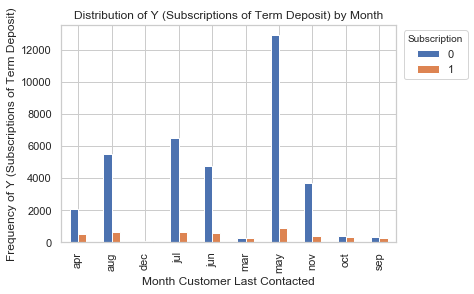 Distribution of Y (Subscriptions of Term Deposit) by Month
Frequency of Y (Subscriptions of Term Deposit)
12000
10000
8000
6000
4000
2000
0
apr
aug
dec
jul
jun
mar
may
nov
oct
sep
Month Customer Last Contacted
Subscription
0
1